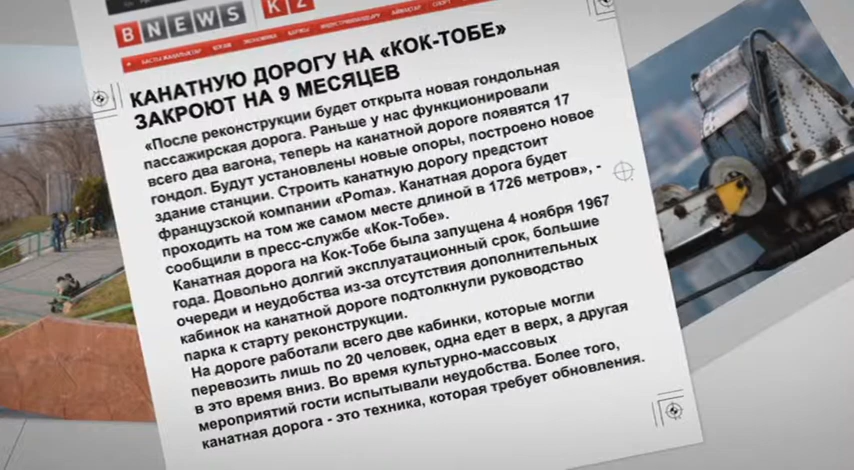 BNEWS KZ
КАНАТНУЮ ДОРОГУ НА «КОК-ТОБЕ»
ЗАКРОЮТ НА 9 МЕСЯЦЕВ
«После реконструкции будет открыта новая гондольная
пассажирская дорога. Раньше у нас функционировали
всего два вагона, теперь на канатной дороге появятся 17
гондол. Будут установлены новые опоры, построено новое
здание станции. Строить канатную дорогу предстоит
французской компании «Poma». Канатная дорога будет
проходить на том же самом месте длиной в 1726 метров», -
сообщили в пресс-службе «Кок-Тобе».
Канатная дорога на Кок-Тобе была запущена 4 ноября 1967
года. Довольно долгий эксплуатационный срок, большие
очереди и неудобства из-за отсутствия дополнительных
кабинок на канатной дороге подтолкнули руководство
парка к старту реконструкции.
На дороге работали всего две кабинки, которые могли
перевозить лишь по 20 человек, одна едет в верх, а другая
в это время вниз. Во время культурно-массовых
мероприятий гости испытывали неудобства. Более того,
канатная дорога - это техника, которая требует обновления.